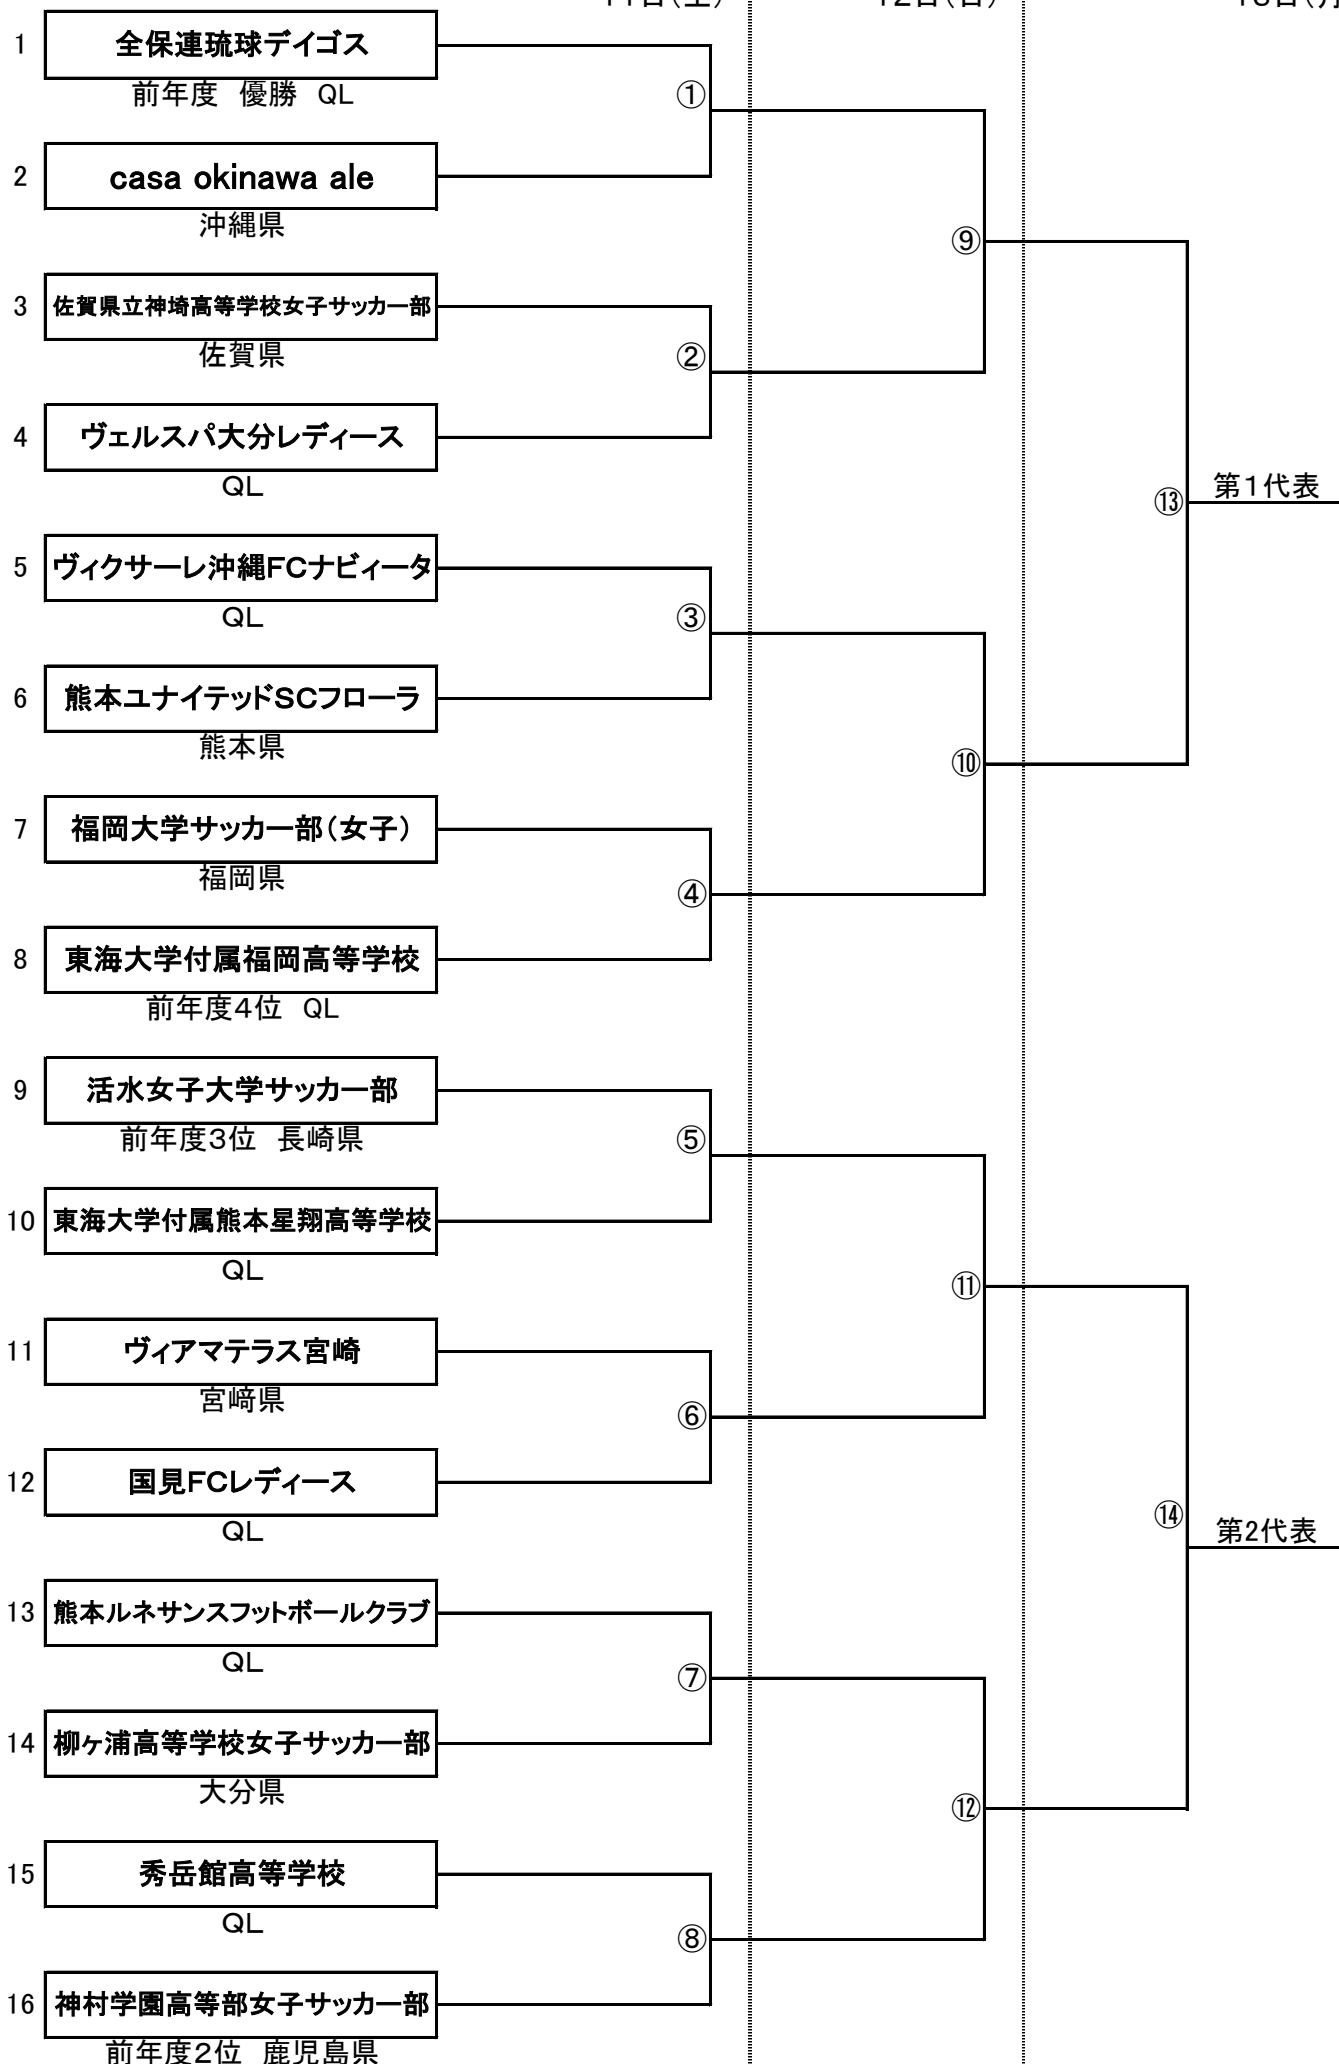 11日(土) 12日(日) 13日(月
1 全保連琉球デイゴス
前年度 優勝 QL
①
2 casa okinawa ale
沖縄県
⑨
3 佐賀県立神埼高等学校女子サッカー部
佐賀県
②
4 ヴェルスパ大分レディース
QL
⑬ 第1代表
5 ヴィクサーレ沖縄FCナビィータ
QL
③
6 熊本ユナイテッドSCフローラ
熊本県
⑩
7 福岡大学サッカー部(女子)
福岡県
④
8 東海大学付属福岡高等学校
前年度4位 QL
9 活水女子大学サッカー部
前年度3位 長崎県
⑤
10 東海大学付属熊本星翔高等学校
QL
⑪
11 ヴィアマテラス宮崎
宮﨑県
⑥
12 国見FCレディース
QL
⑭ 第2代表
13 熊本ルネサンスフットボールクラブ
QL
⑦
14 柳ヶ浦高等学校女子サッカー部
大分県
⑫
15 秀岳館高等学校
QL
⑧
16 神村学園高等部女子サッカー部
前年度2位 鹿児島県